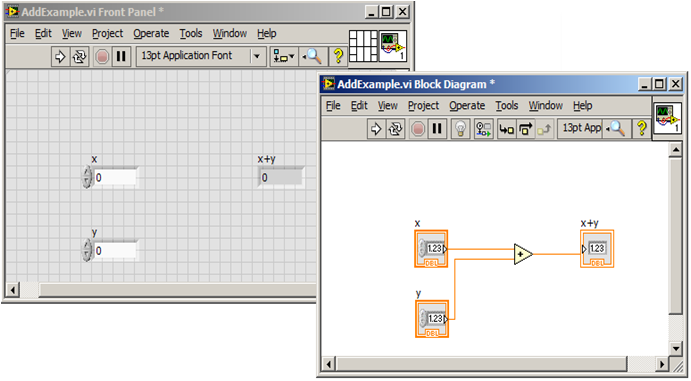 AddExample.vi Front Panel *
File Edit View Project Operate Tools Window Help
13pt Application Font
?
1
x
0
x+y
0
y
0
AddExample.vi Block Diagram *
File Edit View Project Operate Tools Window Help
13pt App
?
1
x
1.23
DBL
+
x+y
1.23
DBL
y
1.23
DBL